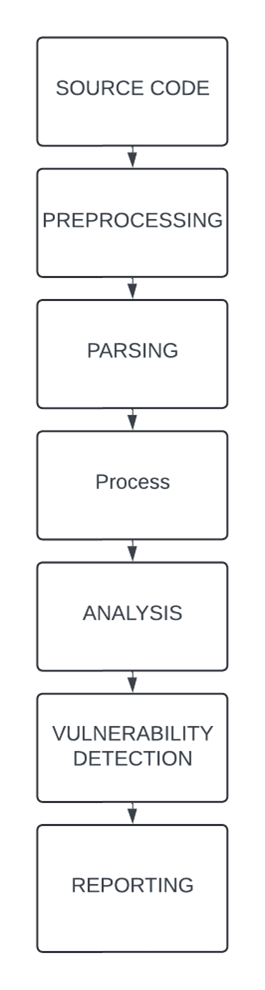 SOURCE CODE
PREPROCESSING
PARSING
Process
ANALYSIS
VULNERABILITY
DETECTION
REPORTING